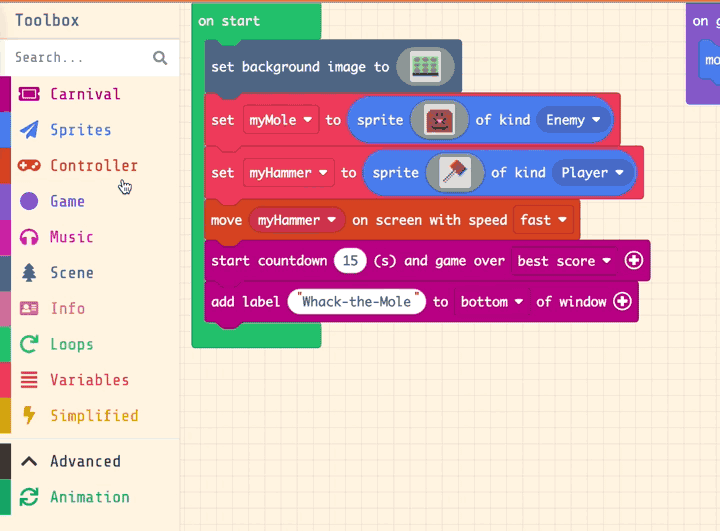 Toolbox
Search...
Carnival
Sprites
Controller
Game
Music
Scene
Info
Loops
Variables
Simplified
Advanced
Animation
on start
set background image to
set myMole to sprite of kind Enemy
set myHammer to sprite of kind Player
move myHammer on screen with speed fast
start countdown 15 (s) and game over best score
add label "Whack-the-Mole" to bottom of window
on g
mo